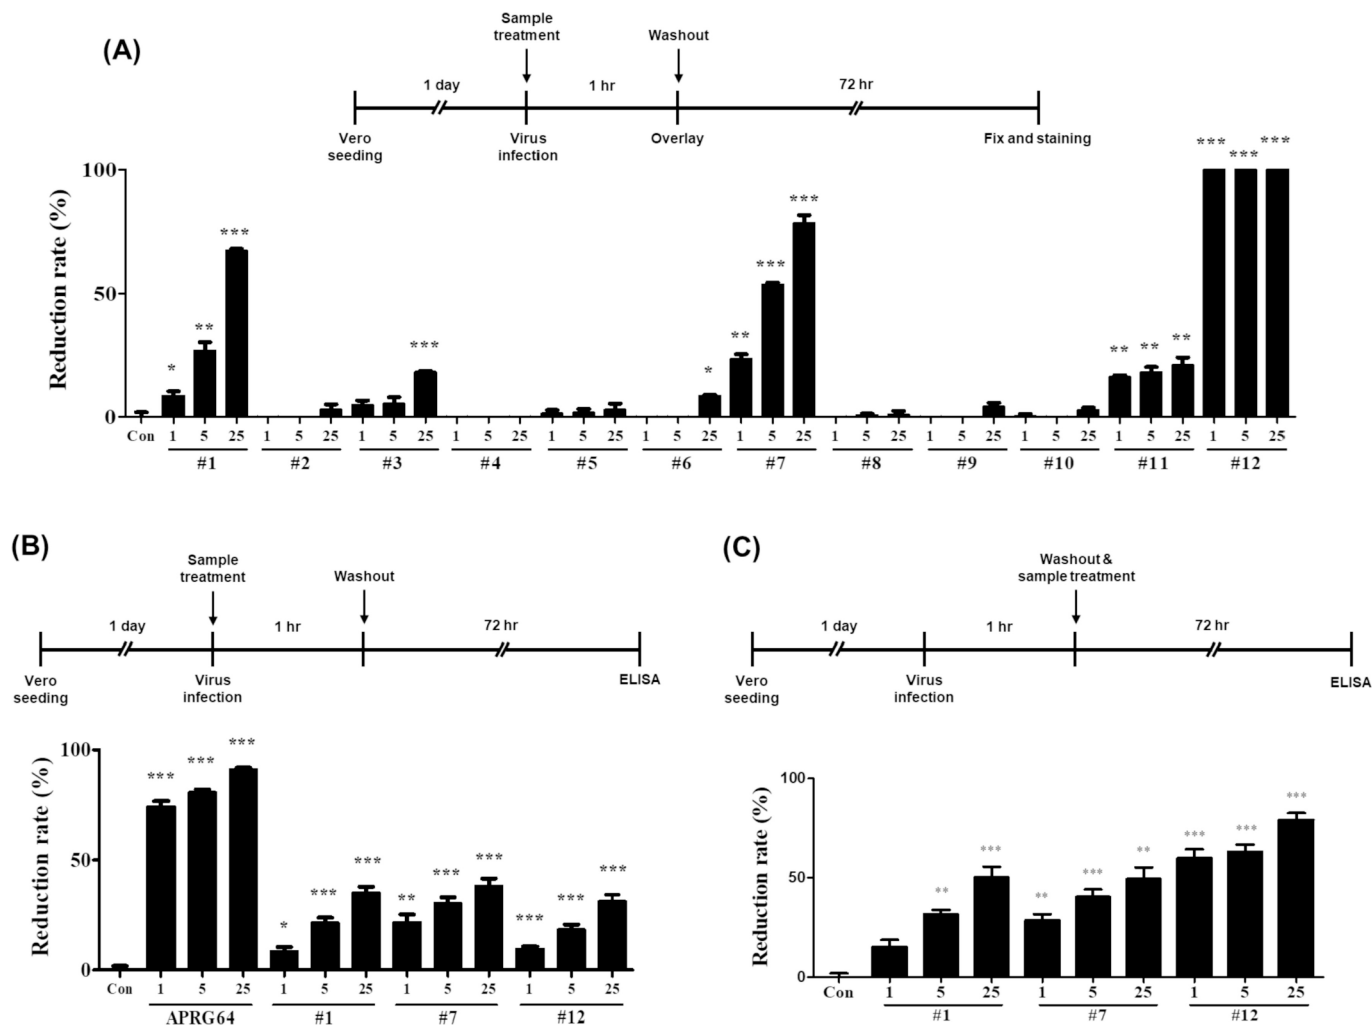 (A)
Sample
treatment
Washout
1 day
1 hr
72 hr
Vero
seeding
Virus
infection
Overlay
Fix and staining
Reduction rate (%)
100
50
0
* ** *** *** * ** *** *** ** ** ** *** *** ***
Con 1 5 25 1 5 25 1 5 25 1 5 25 1 5 25 1 5 25 1 5 25 1 5 25 1 5 25 1 5 25 1 5 25 1 5 25
#1 #2 #3 #4 #5 #6 #7 #8 #9 #10 #11 #12
(B)
Sample
treatment
Washout
1 day
1 hr
72 hr
Vero
seeding
Virus
infection
ELISA
Reduction rate (%)
100
50
0
*** *** *** * *** *** ** *** *** *** *** ***
Con 1 5 25 1 5 25 1 5 25 1 5 25
APRG64 #1 #7 #12
(C)
Washout &
sample treatment
1 day
1 hr
72 hr
Vero
seeding
Virus
infection
ELISA
Reduction rate (%)
100
50
0
** *** ** *** ** *** *** ***
Con 1 5 25 1 5 25 1 5 25
#1 #7 #12